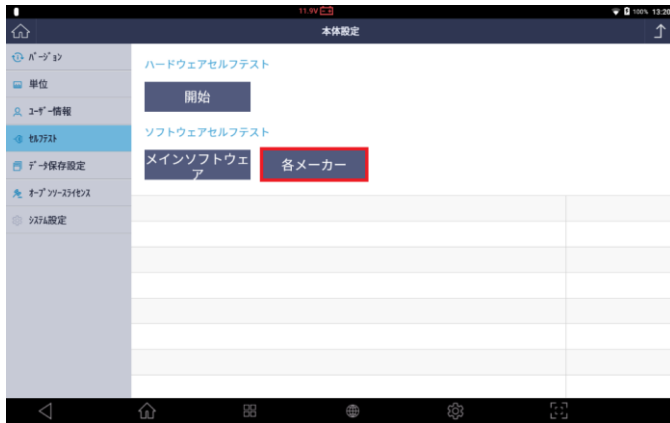 11.9V
100% 13:20
本体設定
ﾊﾞｰｼﾞｮﾝ
単位
ﾕｰｻﾞｰ情報
ｾﾙﾌﾃｽﾄ
ﾃﾞｰﾀ保存設定
ｵｰﾌﾟﾝｿｰｽﾗｲｾﾝｽ
ｼｽﾃﾑ設定
ハードウェアセルフテスト
開始
ソフトウェアセルフテスト
メインソフトウェ
ア
各メーカー